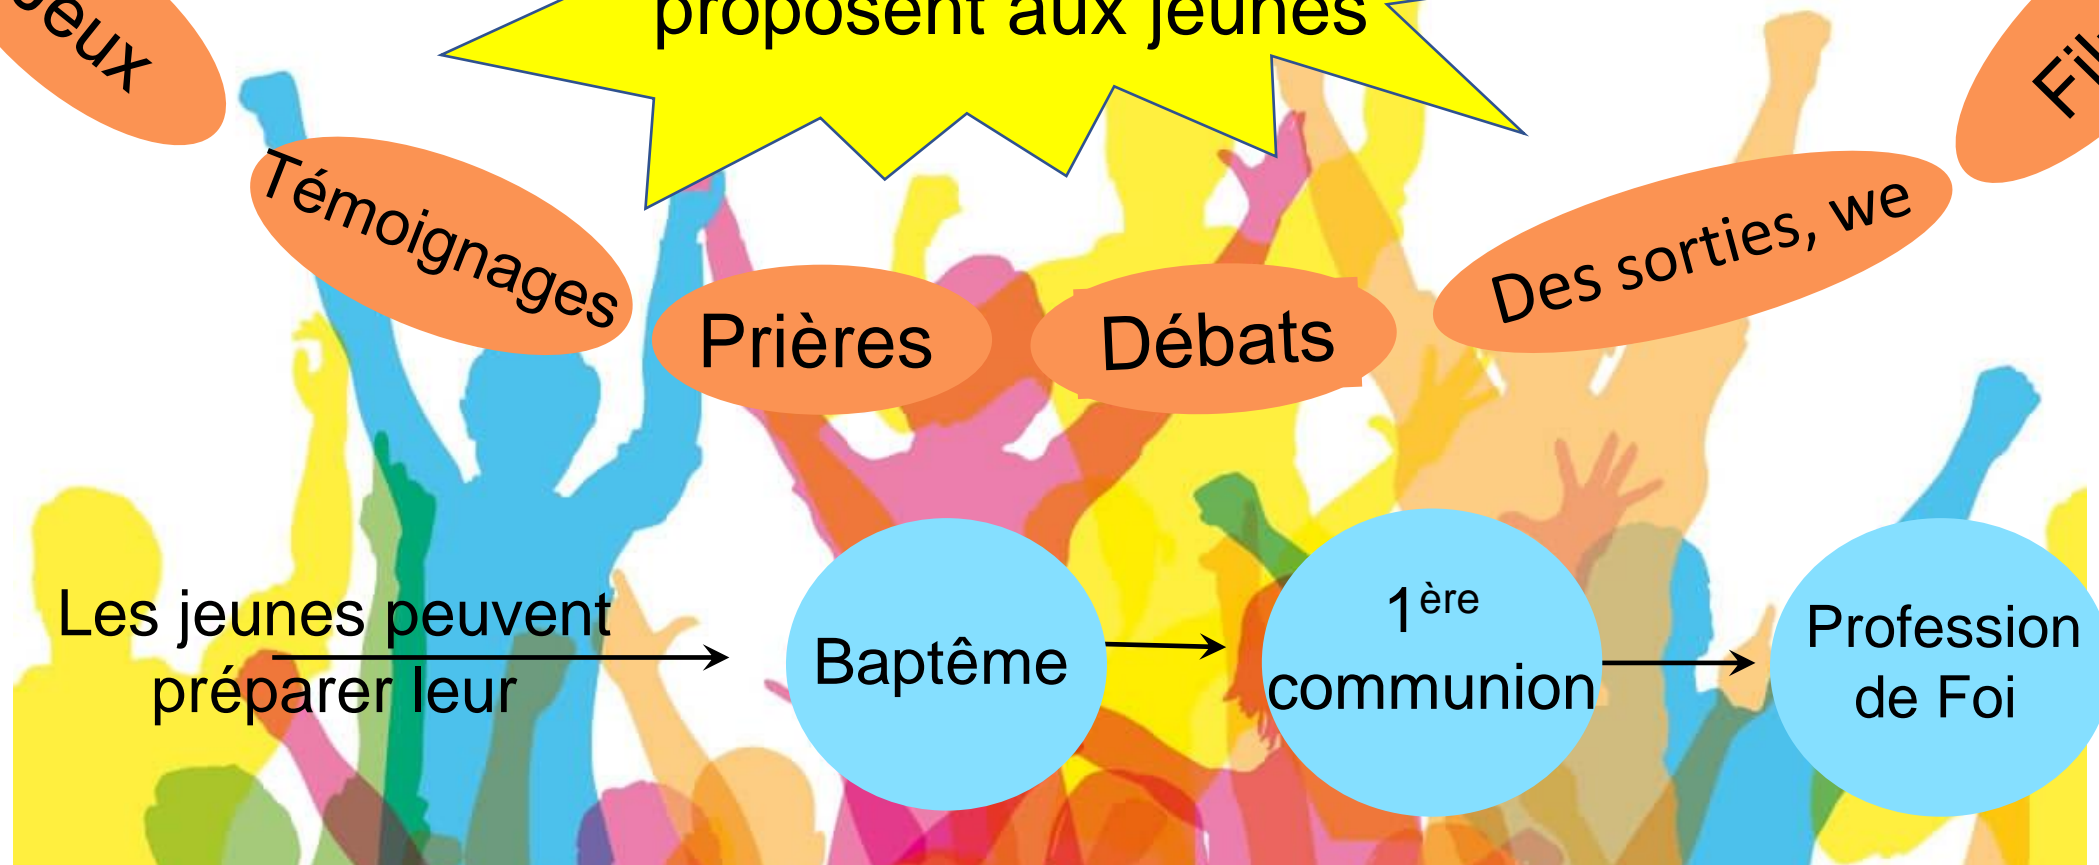 proposent aux jeunes
Témoignages
Prières
Débats
Des sorties, we
Les jeunes peuvent
préparer leur
Baptême
1ère
communion
Profession
de Foi